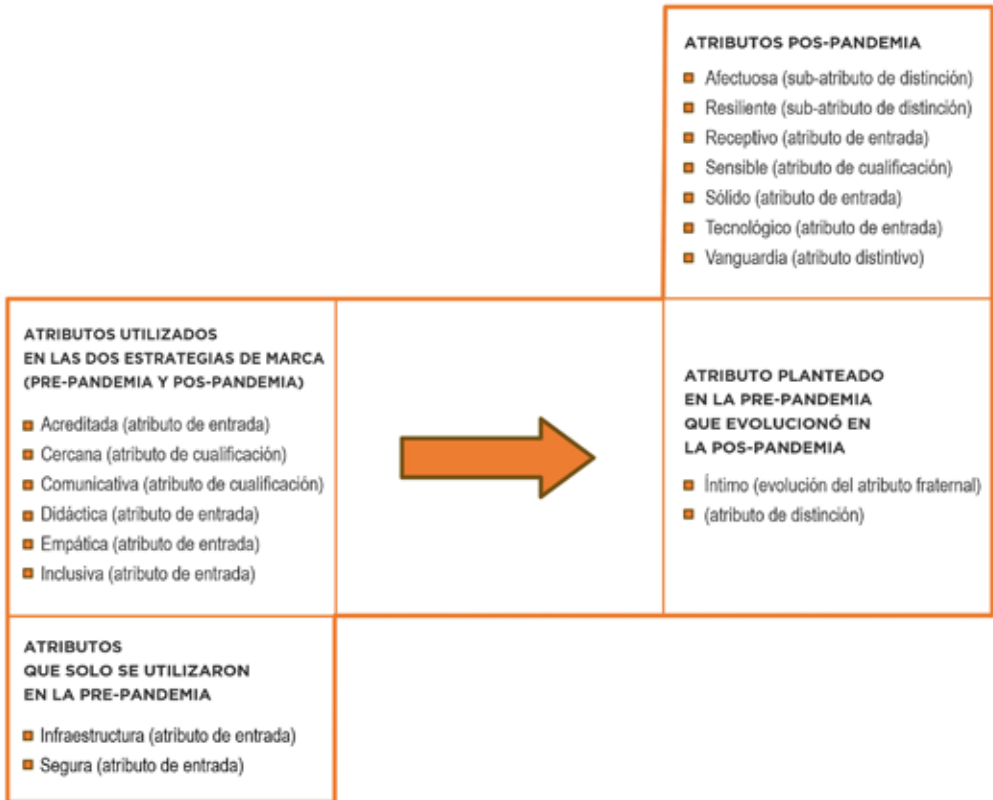 ATRIBUTOS POS-PANDEMIA
Afectuosa (sub-atributo de distinción)
Resiliente (sub-atributo de distinción)
Receptivo (atributo de entrada)
Sensible (atributo de cualificación)
Sólido (atributo de entrada)
Tecnológico (atributo de entrada)
Vanguardia (atributo distintivo)
ATRIBUTOS UTILIZADOS
EN LAS DOS ESTRATEGIAS DE MARCA
(PRE-PANDEMIA Y POS-PANDEMIA)
Acreditada (atributo de entrada)
Cercana (atributo de cualificación)
Comunicativa (atributo de cualificación)
Didáctica (atributo de entrada)
Empática (atributo de entrada)
Inclusiva (atributo de entrada)
ATRIBUTO PLANTEADO
EN LA PRE-PANDEMIA
QUE EVOLUCIONÓ EN
LA POS-PANDEMIA
Íntimo (evolución del atributo fraternal)
(atributo de distinción)
ATRIBUTOS
QUE SOLO SE UTILIZARON
EN LA PRE-PANDEMIA
Infraestructura (atributo de entrada)
Segura (atributo de entrada)